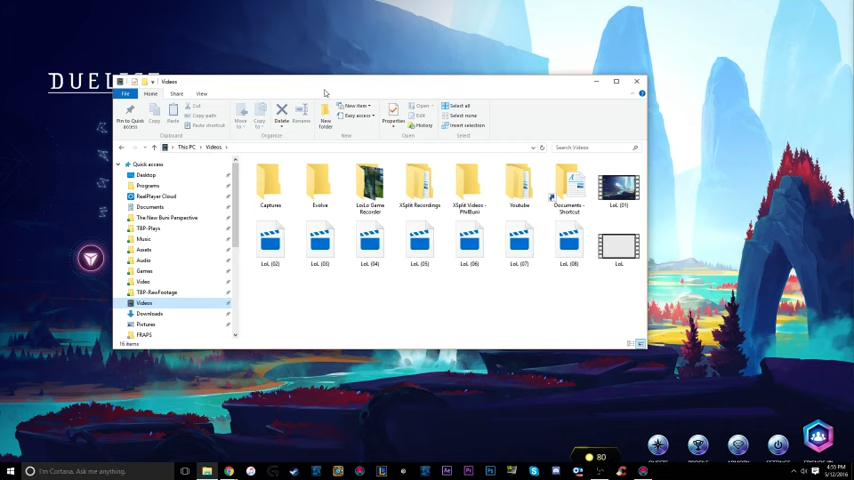 DUELYST
Videos
File Home Share View
Pin to Quick access
Copy
Paste
Cut
Copy path
Paste shortcut
Clipboard
Move to
Copy to
Delete
Rename
Organize
New folder
New item
Easy access
New
Properties
Open
Edit
History
Open
Select all
Select none
Invert selection
Select
This PC > Videos >
Search Videos
Quick access
Desktop
Programs
RealPlayer Cloud
Documents
The New Buni Perspective
TBP-Plays
Music
Assets
Audio
Games
Video
TBP-RawFootage
Videos
Downloads
Pictures
FRAPS
Captures
Evolve
LoiLo Game Recorder
XSplit Recordings
XSplit Videos - PhilBuni
Youtube
Documents - Shortcut
LoL (01)
LoL (02)
LoL (03)
LoL (04)
LoL (05)
LoL (06)
LoL (07)
LoL (08)
LoL
16 items
80
I'm Cortana. Ask me anything.
4:55 PM
5/12/2016